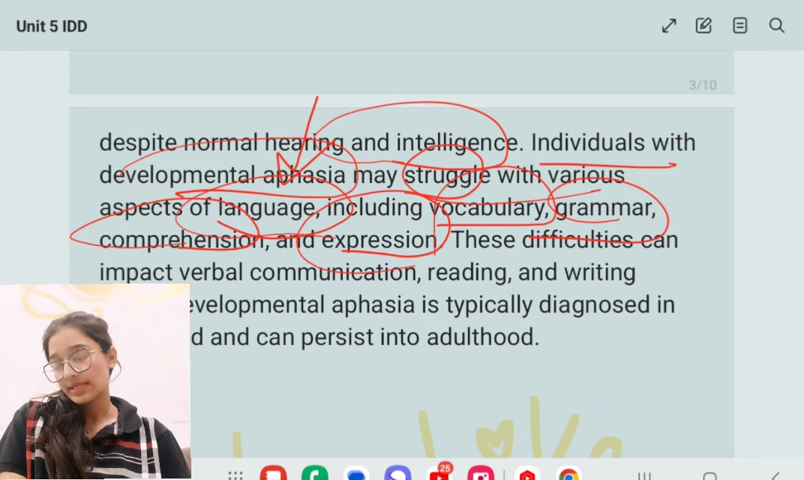 Unit 5 IDD
3/10
despite normal hearing and intelligence. Individuals with
developmental aphasia may struggle with various
aspects of language, including vocabulary, grammar,
comprehension, and expression. These difficulties can
impact verbal communication, reading, and writing
developmental aphasia is typically diagnosed in
and can persist into adulthood.
25